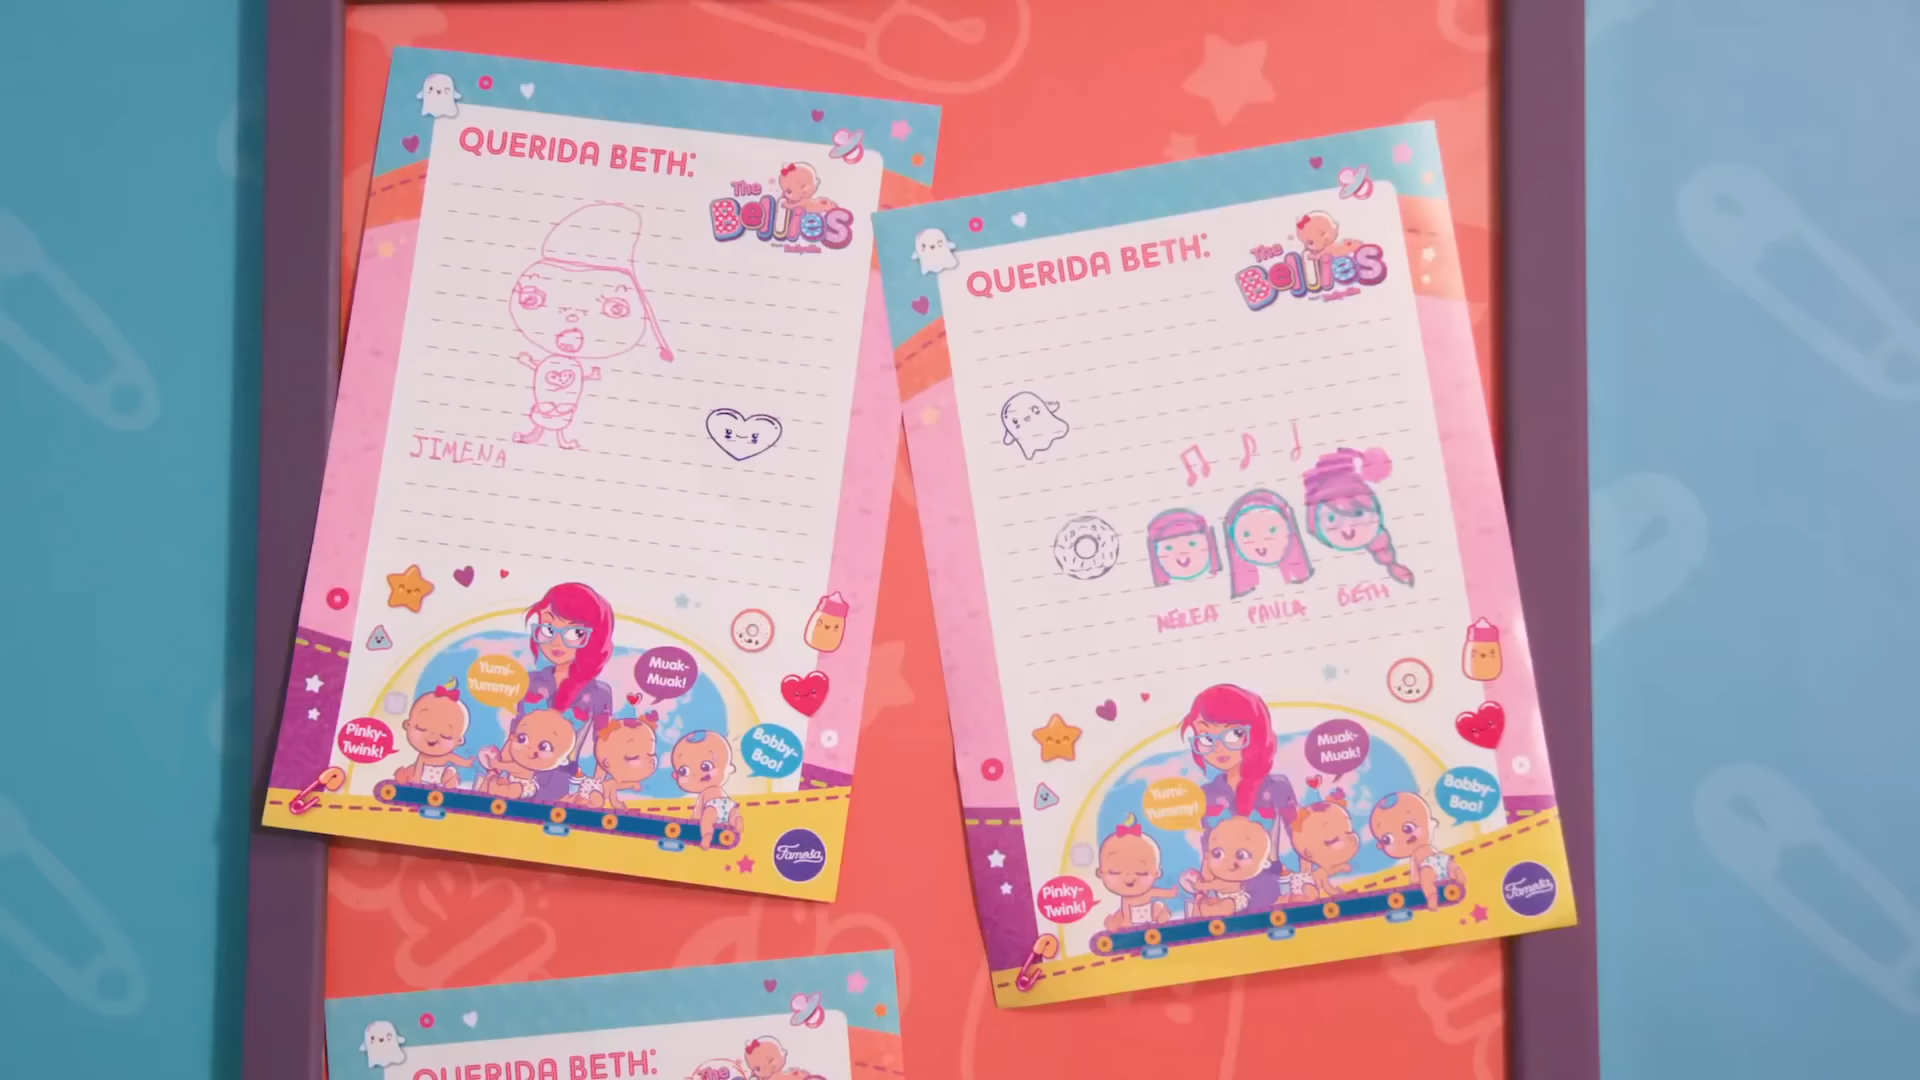 QUERIDA BETH:
The
Bellies
JIMENA
Yumi-
Yummy!
Muak-
Muak!
Pinky-
Twink!
Bobby-
Boo!
Famosa
QUERIDA BETH:
The
Bellies
NEREA PAULA BETH
Yumi-
Yummy!
Muak-
Muak!
Pinky-
Twink!
Bobby-
Boo!
Famosa
QUERIDA BETH:
The